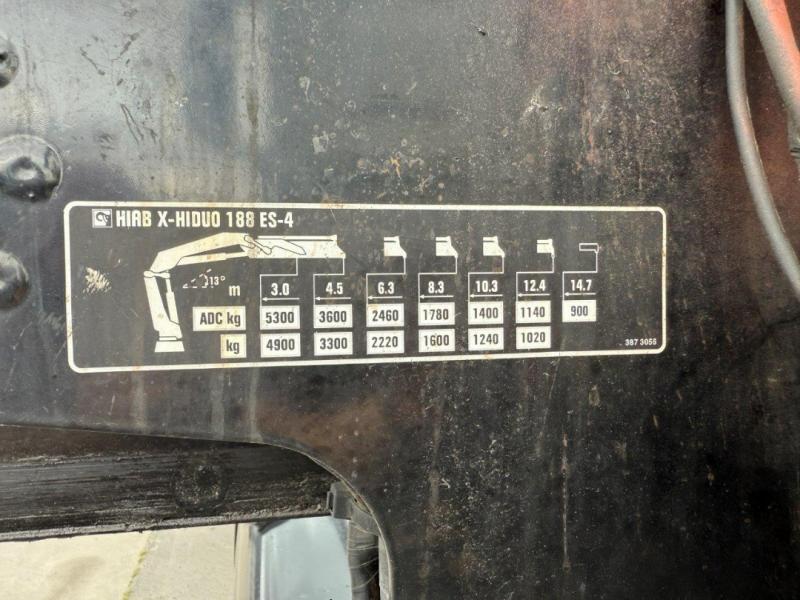 HIAB X-HIDUO 188 ES-4
13° m 3.0 4.5 6.3 8.3 10.3 12.4 14.7
ADC kg 5300 3600 2460 1780 1400 1140 900
kg 4900 3300 2220 1600 1240 1020
387 3055